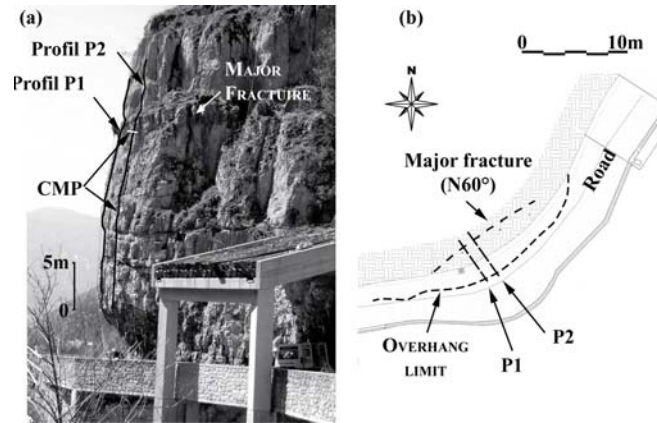 (a)
Profil P2
Profil P1
MAJOR
FRACTUIRE
CMP
5m
0
(b)
0 10m
N
Major fracture
(N60°)
Road
P2
P1
OVERHANG
LIMIT